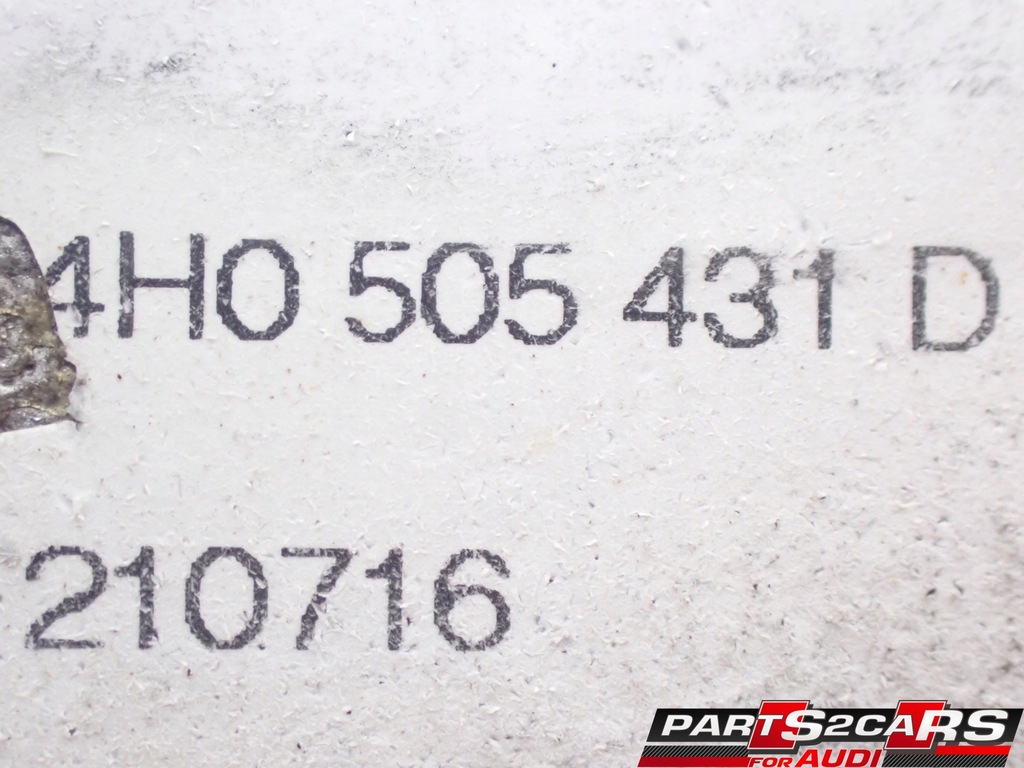 4H0 505 431 D
210716
PARTS2CARS
FOR AUDI